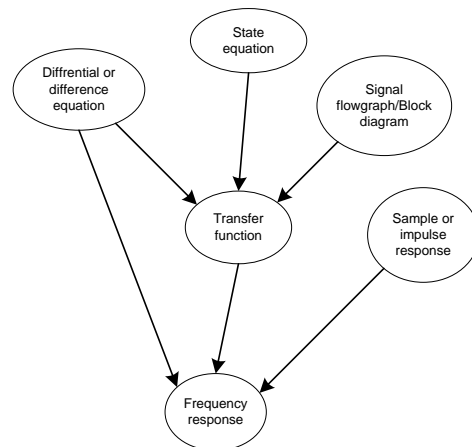 State
equation
Diffrential or
difference
equation
Signal
flowgraph/Block
diagram
Transfer
function
Sample or
impulse
response
Frequency
response